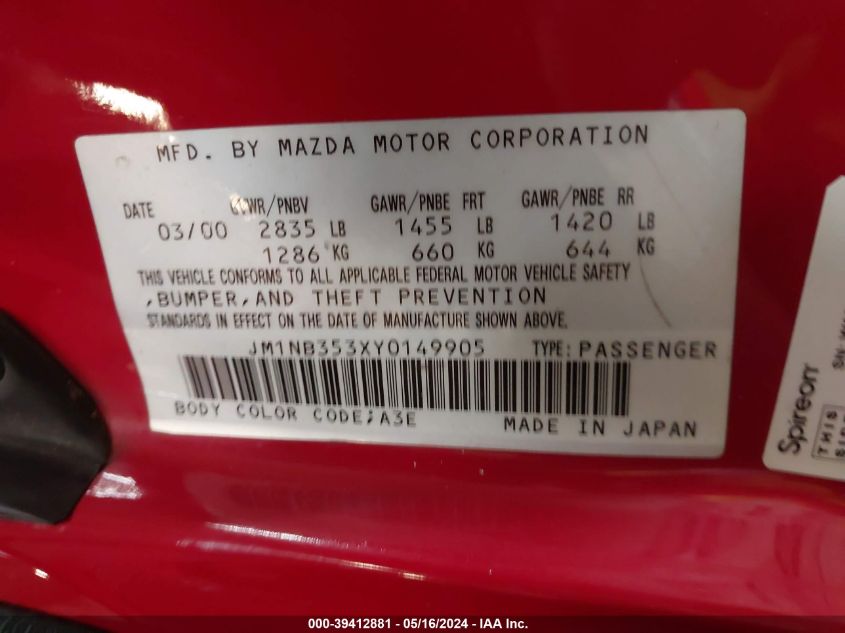 MFD. BY MAZDA MOTOR CORPORATION
DATE GVWR/PNBV GAWR/PNBE FRT GAWR/PNBE RR
03/00 2835 LB 1455 LB 1420 LB
1286 KG 660 KG 644 KG
THIS VEHICLE CONFORMS TO ALL APPLICABLE FEDERAL MOTOR VEHICLE SAFETY
,BUMPER,AND THEFT PREVENTION
STANDARDS IN EFFECT ON THE DATE OF MANUFACTURE SHOWN ABOVE.
JM1NB353XY0149905 TYPE:PASSENGER
BODY COLOR CODE;A3E MADE IN JAPAN
Spireon
THIS
000-39412881 - 05/16/2024 - IAA Inc.